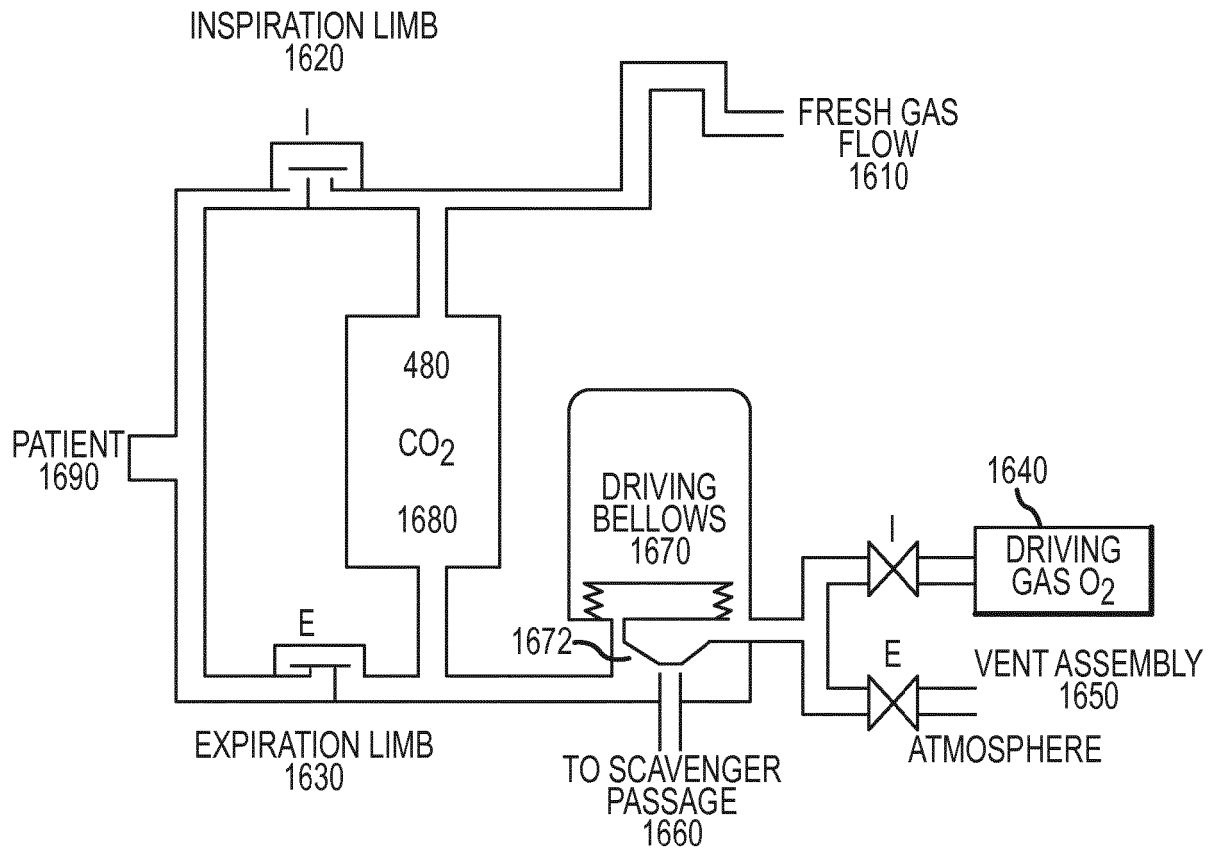 INSPIRATION LIMB
1620
I
FRESH GAS
FLOW
1610
480
CO2
1680
PATIENT
1690
DRIVING
BELLOWS
1670
1640
I
DRIVING
GAS O2
E
1672
E
VENT ASSEMBLY
1650
ATMOSPHERE
EXPIRATION LIMB
1630
TO SCAVENGER
PASSAGE
1660